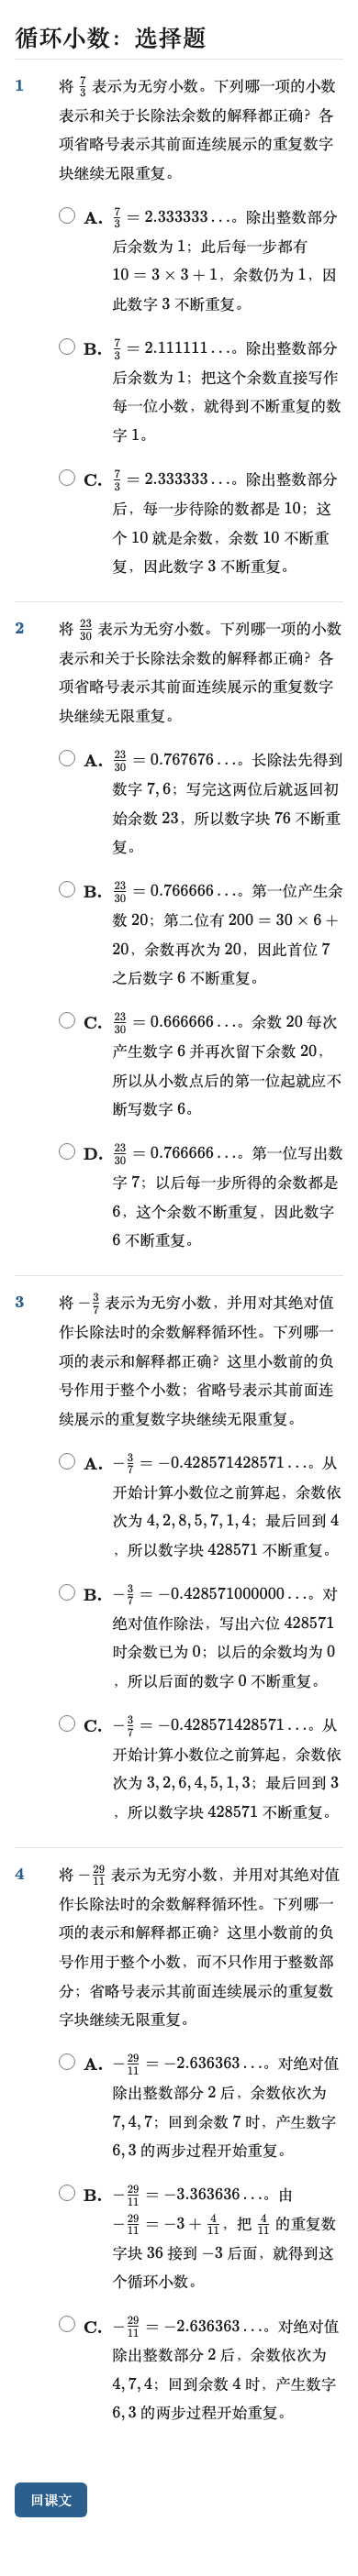 循环小数：选择题
1 将 7/3 表示为无穷小数。下列哪一项的小数
表示和关于长除法余数的解释都正确？各
项省略号表示其前面连续展示的重复数字
块继续无限重复。
A. 7/3 = 2.333333…。除出整数部分
后余数为 1；此后每一步都有
10 = 3 × 3 + 1，余数仍为 1，因
此数字 3 不断重复。
B. 7/3 = 2.111111…。除出整数部分
后余数为 1；把这个余数直接写作
每一位小数，就得到不断重复的数
字 1。
C. 7/3 = 2.333333…。除出整数部分
后，每一步待除的数都是 10；这
个 10 就是余数，余数 10 不断重
复，因此数字 3 不断重复。
2 将 23/30 表示为无穷小数。下列哪一项的小数
表示和关于长除法余数的解释都正确？各
项省略号表示其前面连续展示的重复数字
块继续无限重复。
A. 23/30 = 0.767676…。长除法先得到
数字 7, 6；写完这两位后就返回初
始余数 23，所以数字块 76 不断重
复。
B. 23/30 = 0.766666…。第一位产生余
数 20；第二位有 200 = 30 × 6 +
20，余数再次为 20，因此首位 7
之后数字 6 不断重复。
C. 23/30 = 0.666666…。余数 20 每次
产生数字 6 并再次留下余数 20，
所以从小数点后的第一位起就应不
断写数字 6。
D. 23/30 = 0.766666…。第一位写出数
字 7；以后每一步所得的余数都是
6，这个余数不断重复，因此数字
6 不断重复。
3 将 −3/7 表示为无穷小数，并用对其绝对值
作长除法时的余数解释循环性。下列哪一
项的表示和解释都正确？这里小数前的负
号作用于整个小数；省略号表示其前面连
续展示的重复数字块继续无限重复。
A. −3/7 = −0.428571428571…。从
开始计算小数位之前算起，余数依
次为 4, 2, 8, 5, 7, 1, 4；最后回到 4
，所以数字块 428571 不断重复。
B. −3/7 = −0.428571000000…。对
绝对值作除法，写出六位 428571
时余数已为 0；以后的余数均为 0
，所以后面的数字 0 不断重复。
C. −3/7 = −0.428571428571…。从
开始计算小数位之前算起，余数依
次为 3, 2, 6, 4, 5, 1, 3；最后回到 3
，所以数字块 428571 不断重复。
4 将 −29/11 表示为无穷小数，并用对其绝对值
作长除法时的余数解释循环性。下列哪一
项的表示和解释都正确？这里小数前的负
号作用于整个小数，而不只作用于整数部
分；省略号表示其前面连续展示的重复数
字块继续无限重复。
A. −29/11 = −2.636363…。对绝对值
除出整数部分 2 后，余数依次为
7, 4, 7；回到余数 7 时，产生数字
6, 3 的两步过程开始重复。
B. −29/11 = −3.363636…。由
−29/11 = −3 + 4/11，把 4/11 的重复数
字块 36 接到 −3 后面，就得到这
个循环小数。
C. −29/11 = −2.636363…。对绝对值
除出整数部分 2 后，余数依次为
4, 7, 4；回到余数 4 时，产生数字
6, 3 的两步过程开始重复。
回课文